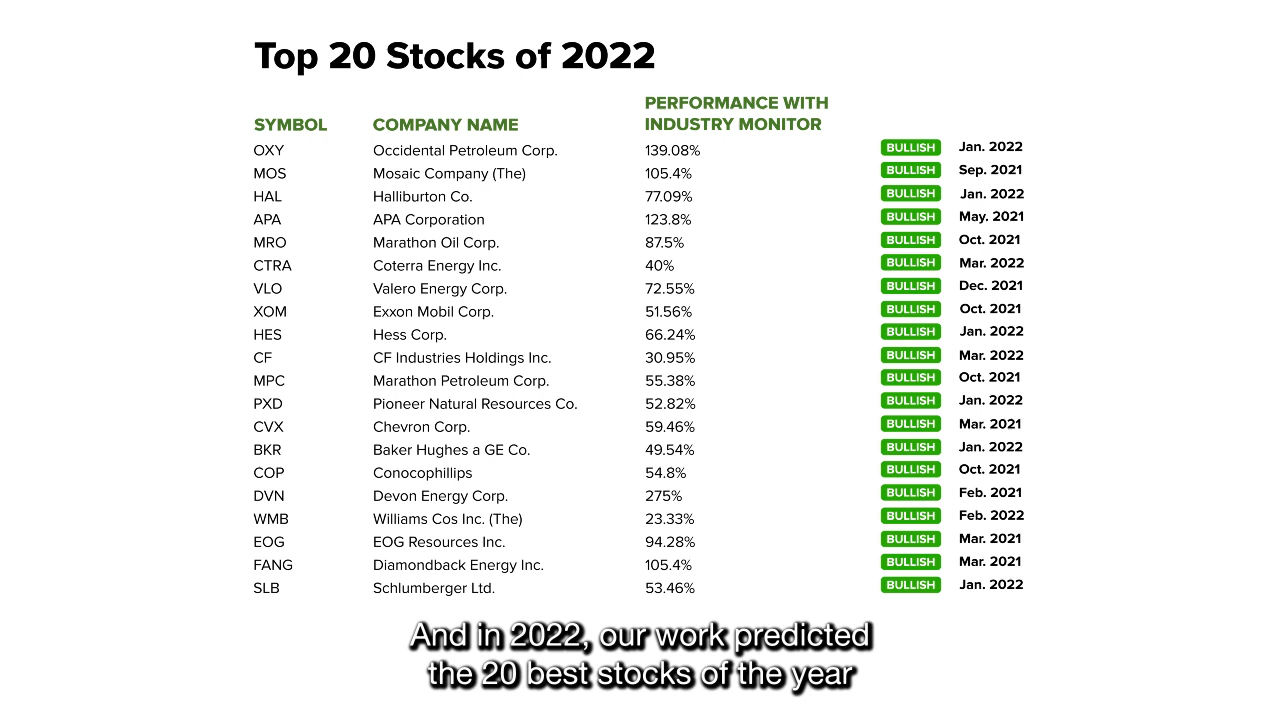 Top 20 Stocks of 2022
PERFORMANCE WITH
SYMBOL COMPANY NAME INDUSTRY MONITOR
OXY Occidental Petroleum Corp. 139.08% BULLISH Jan. 2022
MOS Mosaic Company (The) 105.4% BULLISH Sep. 2021
HAL Halliburton Co. 77.09% BULLISH Jan. 2022
APA APA Corporation 123.8% BULLISH May. 2021
MRO Marathon Oil Corp. 87.5% BULLISH Oct. 2021
CTRA Coterra Energy Inc. 40% BULLISH Mar. 2022
VLO Valero Energy Corp. 72.55% BULLISH Dec. 2021
XOM Exxon Mobil Corp. 51.56% BULLISH Oct. 2021
HES Hess Corp. 66.24% BULLISH Jan. 2022
CF CF Industries Holdings Inc. 30.95% BULLISH Mar. 2022
MPC Marathon Petroleum Corp. 55.38% BULLISH Oct. 2021
PXD Pioneer Natural Resources Co. 52.82% BULLISH Jan. 2022
CVX Chevron Corp. 59.46% BULLISH Mar. 2021
BKR Baker Hughes a GE Co. 49.54% BULLISH Jan. 2022
COP Conocophillips 54.8% BULLISH Oct. 2021
DVN Devon Energy Corp. 275% BULLISH Feb. 2021
WMB Williams Cos Inc. (The) 23.33% BULLISH Feb. 2022
EOG EOG Resources Inc. 94.28% BULLISH Mar. 2021
FANG Diamondback Energy Inc. 105.4% BULLISH Mar. 2021
SLB Schlumberger Ltd. 53.46% BULLISH Jan. 2022
And in 2022, our work predicted
the 20 best stocks of the year